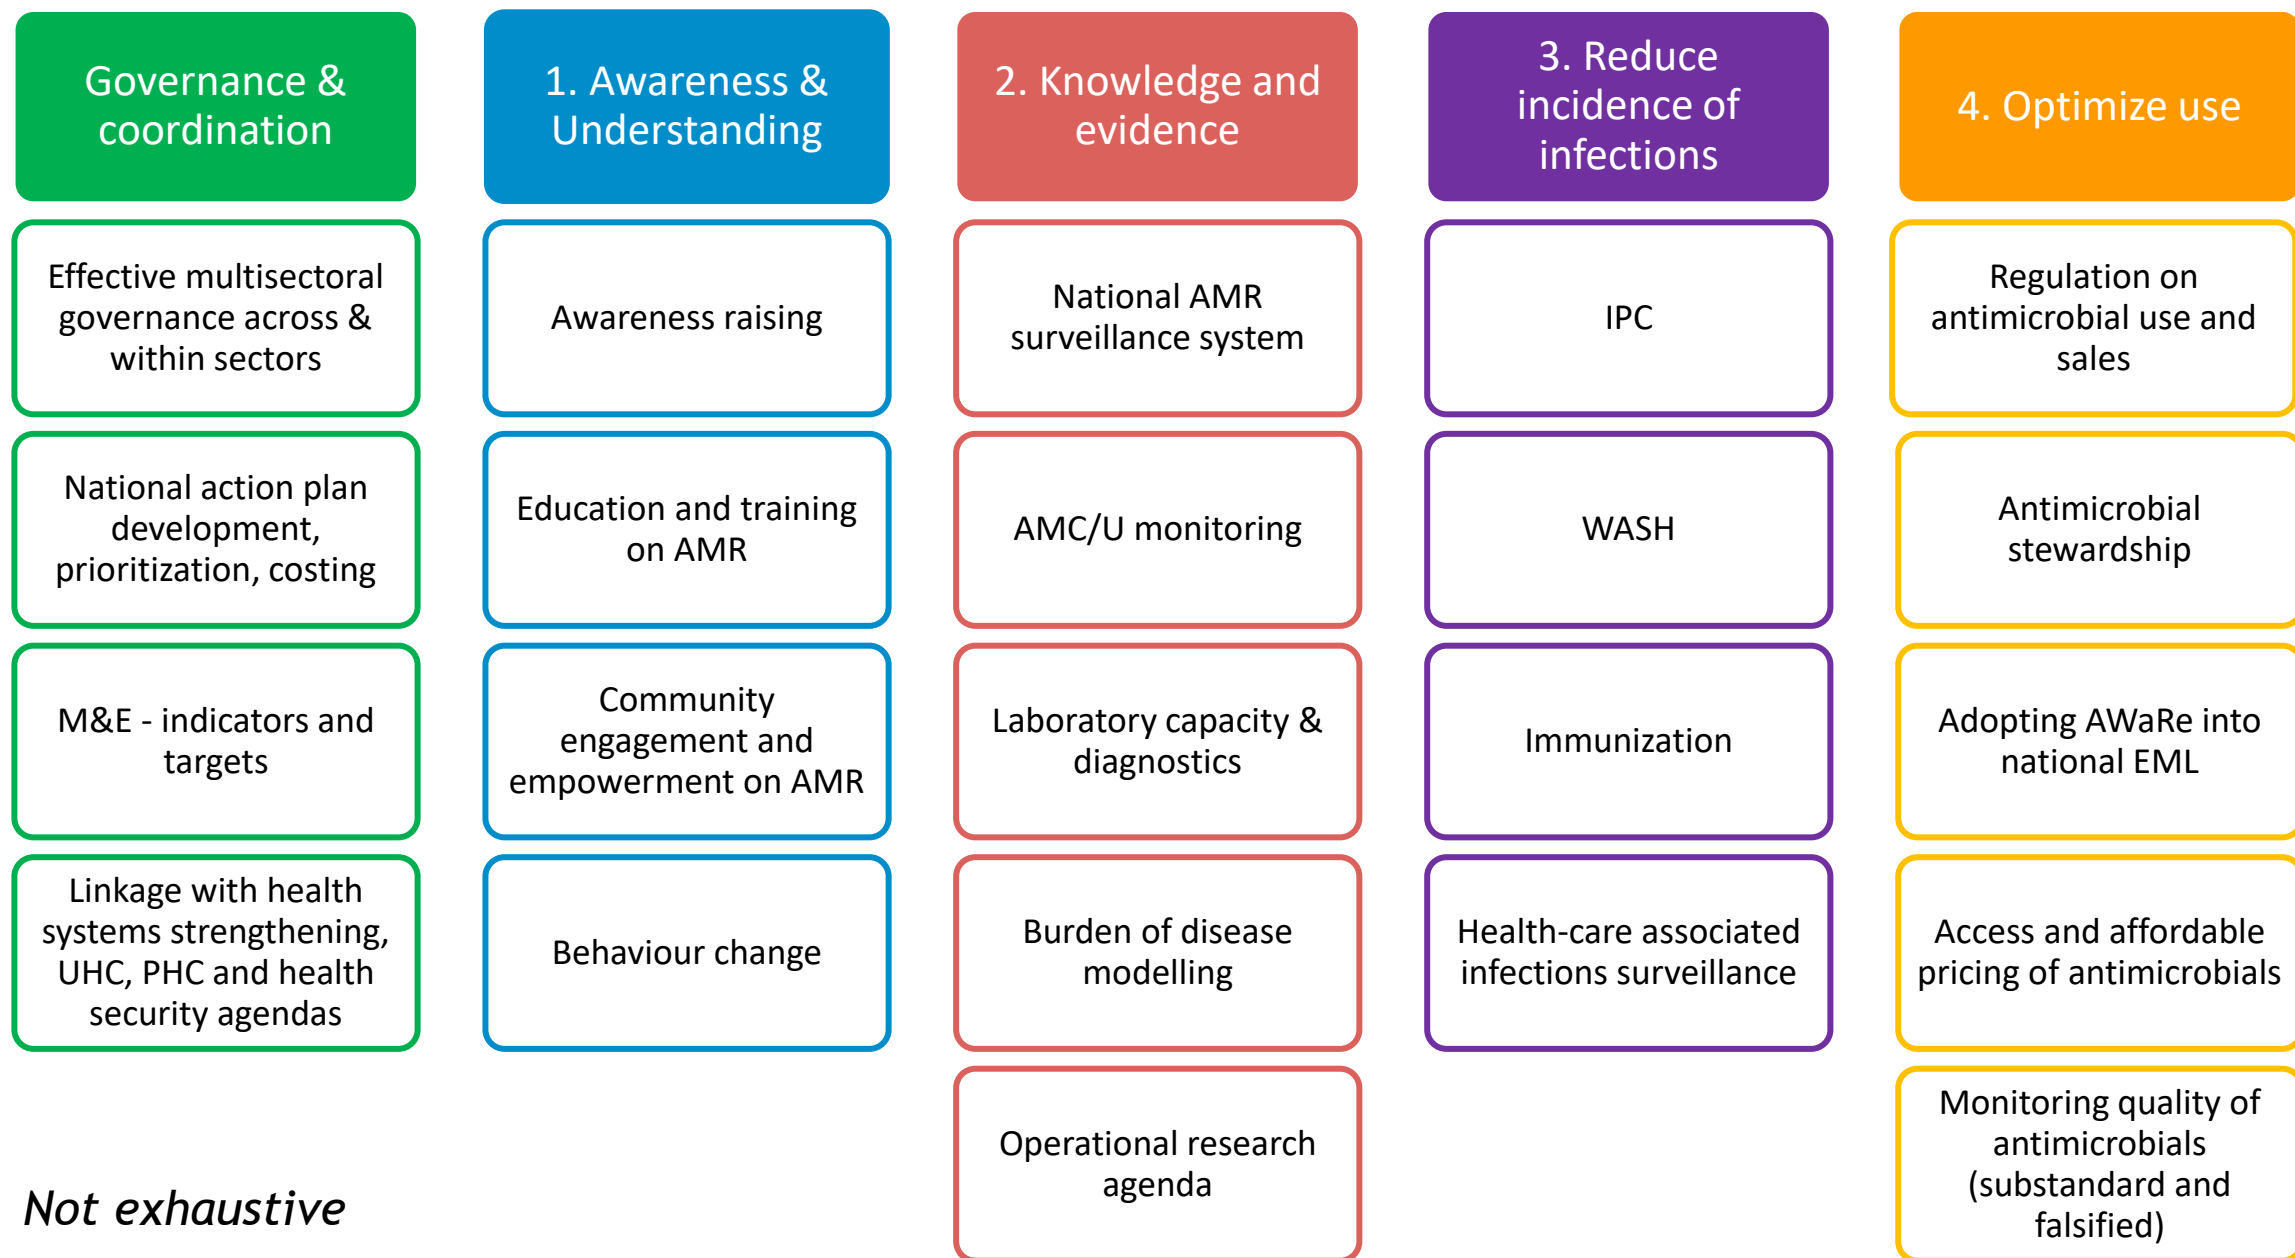 Governance &
coordination
Effective multisectoral
governance across &
within sectors
National action plan
development,
prioritization, costing
M&E - indicators and
targets
Linkage with health
systems strengthening,
UHC, PHC and health
security agendas
1. Awareness &
Understanding
Awareness raising
Education and training
on AMR
Community
engagement and
empowerment on AMR
Behaviour change
2. Knowledge and
evidence
National AMR
surveillance system
AMC/U monitoring
Laboratory capacity &
diagnostics
Burden of disease
modelling
Operational research
agenda
3. Reduce
incidence of
infections
IPC
WASH
Immunization
Health-care associated
infections surveillance
4. Optimize use
Regulation on
antimicrobial use and
sales
Antimicrobial
stewardship
Adopting AWaRe into
national EML
Access and affordable
pricing of antimicrobials
Monitoring quality of
antimicrobials
(substandard and
falsified)
Not exhaustive